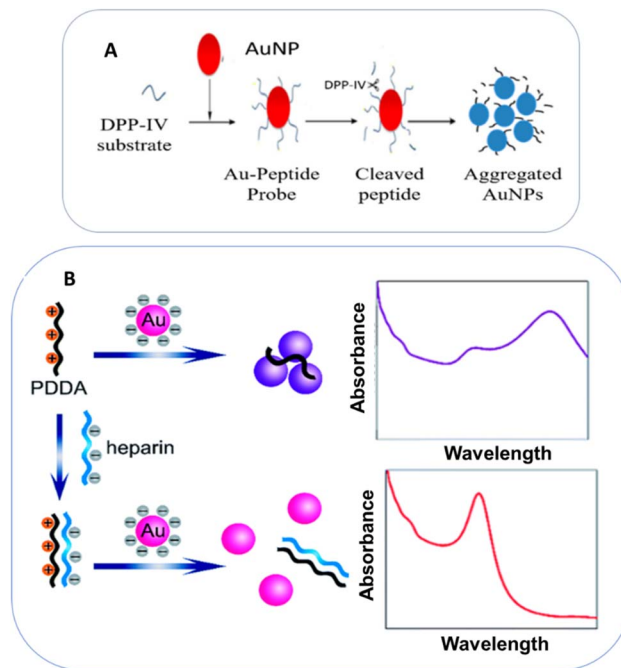 A
AuNP
DPP-IV
DPP-IV
substrate
Au-Peptide
Probe
Cleaved
peptide
Aggregated
AuNPs
B
Au
PDDA
heparin
Au
Absorbance
Wavelength
Absorbance
Wavelength